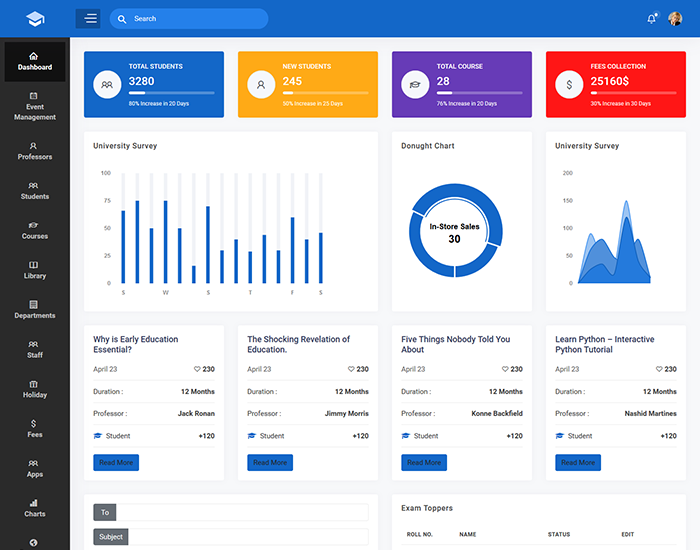 Search
6
Dashboard
Event
Management
Professors
Students
Courses
Library
Departments
Staff
Holiday
Fees
Apps
Charts
TOTAL STUDENTS
3280
80% Increase in 20 Days
NEW STUDENTS
245
50% Increase in 25 Days
TOTAL COURSE
28
76% Increase in 20 Days
FEES COLLECTION
$
25160$
30% Increase in 30 Days
University Survey
100
75
50
25
0
S W S T F S
Donught Chart
In-Store Sales
30
University Survey
200
150
100
50
0
Why is Early Education
Essential?
April 23 230
Duration : 12 Months
Professor : Jack Ronan
Student +120
Read More
The Shocking Revelation of
Education.
April 23 230
Duration : 12 Months
Professor : Jimmy Morris
Student +120
Read More
Five Things Nobody Told You
About
April 23 230
Duration : 12 Months
Professor : Konne Backfield
Student +120
Read More
Learn Python – Interactive
Python Tutorial
April 23 230
Duration : 12 Months
Professor : Nashid Martines
Student +120
Read More
To
Subject
Exam Toppers
ROLL NO. NAME STATUS EDIT